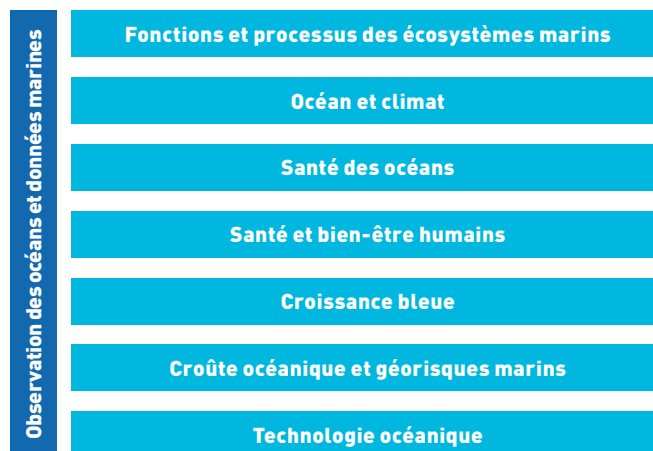 Observation des océans et données marines
Fonctions et processus des écosystèmes marins
Océan et climat
Santé des océans
Santé et bien-être humains
Croissance bleue
Croûte océanique et géorisques marins
Technologie océanique